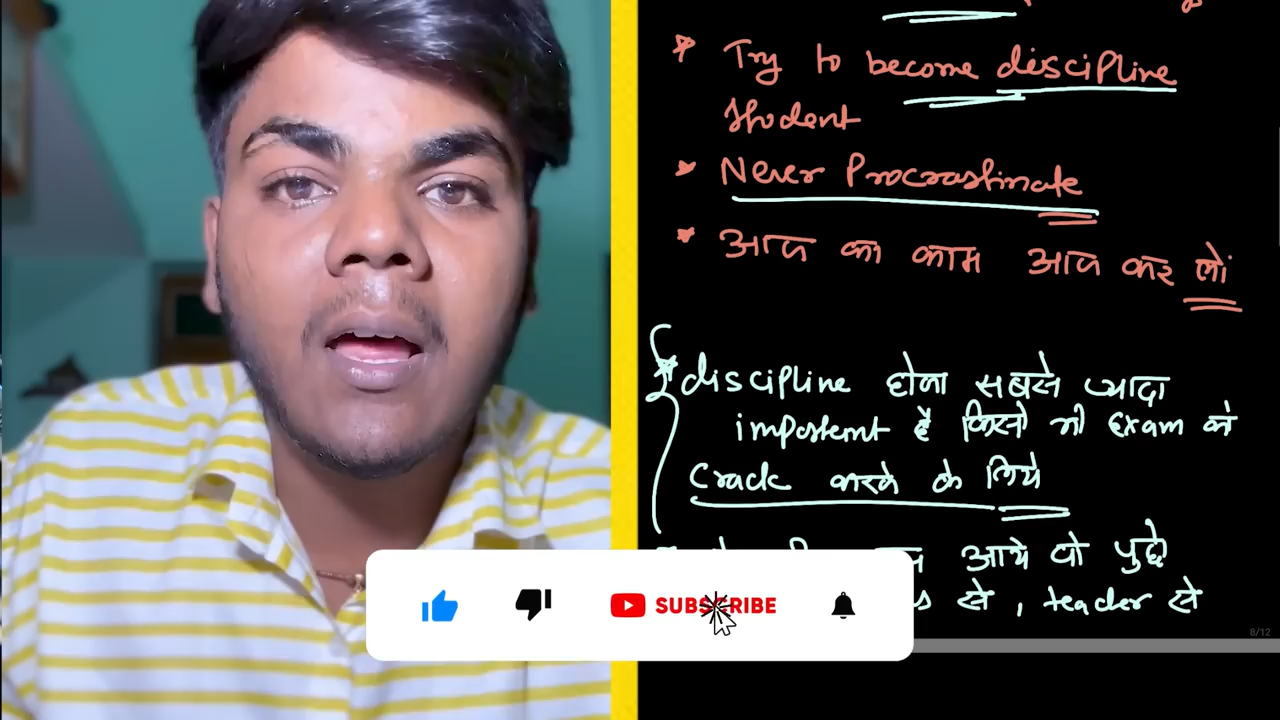 * Try to become discipline
student
* Never Procrastinate
* आज का काम आज कर लों
* discipline होना सबसे ज्यादा
important है किसी भी Exam को
Crack करने के लिये
आये वो पुछे
से, teacher से
SUBSCRIBE
8/12